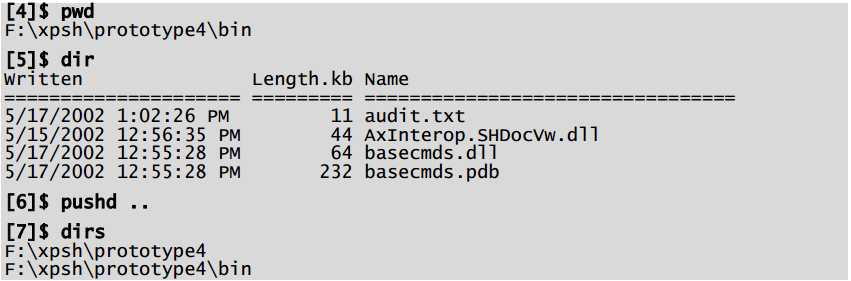 [4]$ pwd
F:\xpsh\prototype4\bin
[5]$ dir
Written Length.kb Name
===================== ========= =================================
5/17/2002 1:02:26 PM 11 audit.txt
5/15/2002 12:56:35 PM 44 AxInterop.SHDocVw.dll
5/17/2002 12:55:28 PM 64 basecmds.dll
5/17/2002 12:55:28 PM 232 basecmds.pdb
[6]$ pushd ..
[7]$ dirs
F:\xpsh\prototype4
F:\xpsh\prototype4\bin